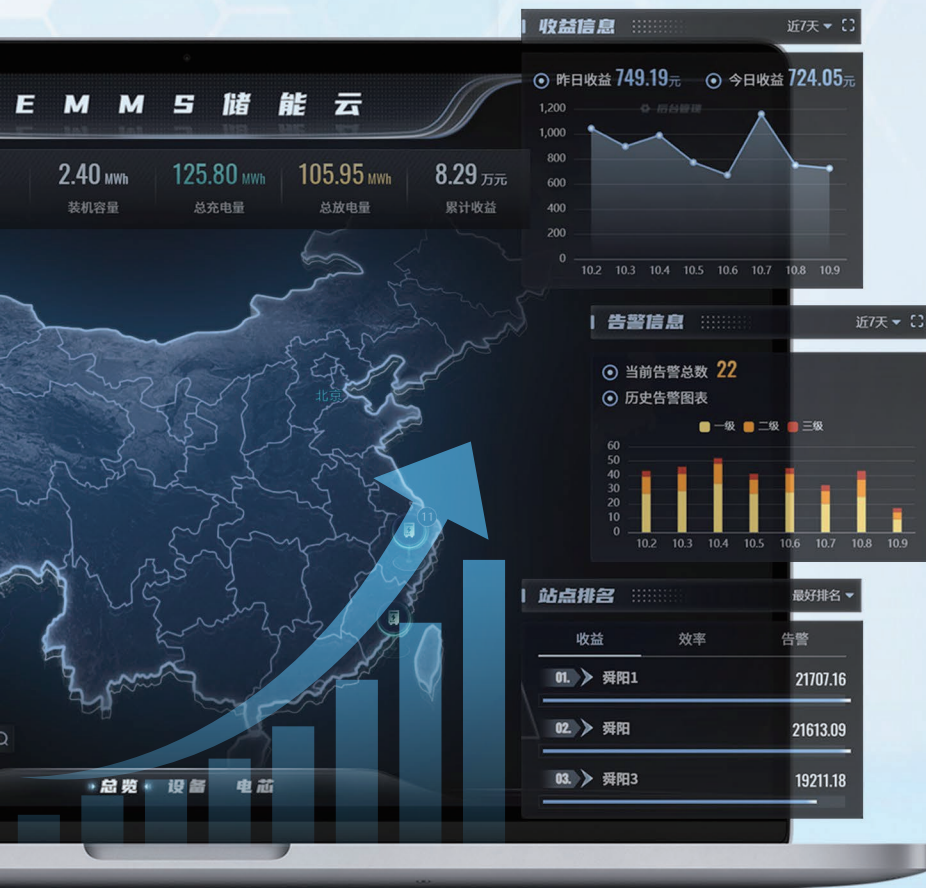 EMMS储能云
2.40 MWh
装机容量
125.80 MWh
总充电量
105.95 MWh
总放电量
8.29 万元
累计收益
北京
11
总览 设备 电芯
收益信息 近7天
昨日收益 749.19元 今日收益 724.05元
后台管理
1,200
1,000
800
600
400
200
0
10.2 10.3 10.4 10.5 10.6 10.7 10.8 10.9
告警信息 近7天
当前告警总数 22
历史告警图表
一级 二级 三级
60
50
40
30
20
10
0
10.2 10.3 10.4 10.5 10.6 10.7 10.8 10.9
站点排名 最好排名
收益 效率 告警
01. 舜阳1 21707.16
02. 舜阳 21613.09
03. 舜阳3 19211.18